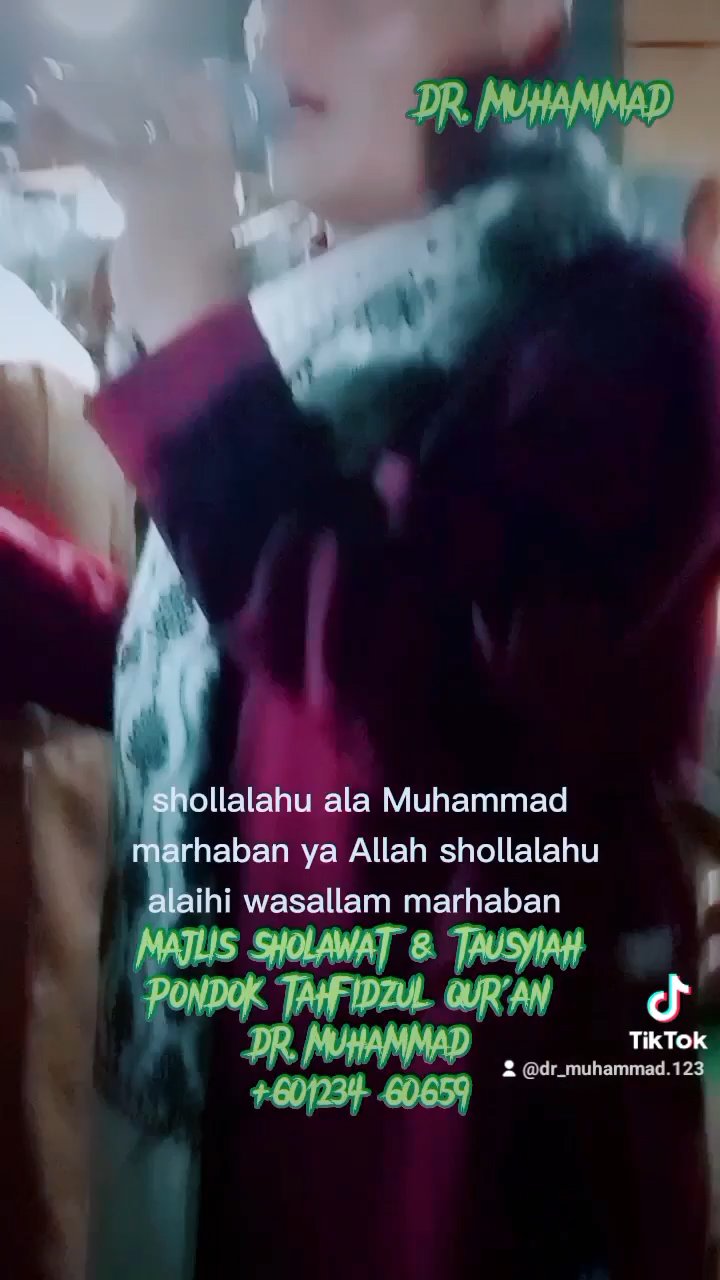 DR. MUHAMMAD
shollalahu ala Muhammad
marhaban ya Allah shollalahu
alaihi wasallam marhaban
MAJLIS SHOLAWAT & TAUSYIAH
PONDOK TAHFIDZUL QUR'AN
DR. MUHAMMAD
+601234 60659
TikTok
@dr_muhammad.123